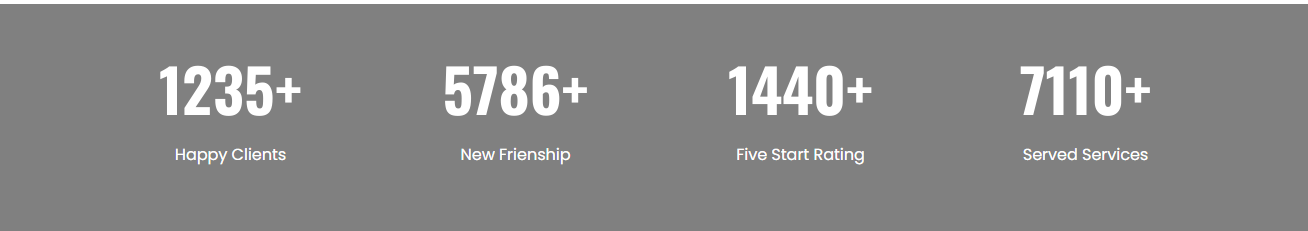 1235+ 5786+ 1440+ 7110+
Happy Clients New Frienship Five Start Rating Served Services